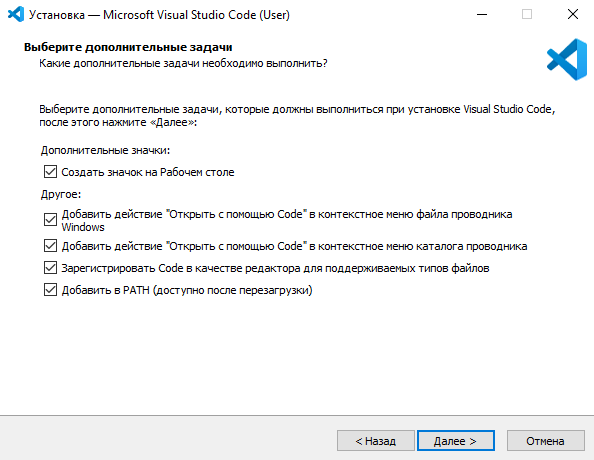 Установка — Microsoft Visual Studio Code (User)
Выберите дополнительные задачи
Какие дополнительные задачи необходимо выполнить?
Выберите дополнительные задачи, которые должны выполниться при установке Visual Studio Code,
после этого нажмите «Далее»:
Дополнительные значки:
Создать значок на Рабочем столе
Другое:
Добавить действие "Открыть с помощью Code" в контекстное меню файла проводника
Windows
Добавить действие "Открыть с помощью Code" в контекстное меню каталога проводника
Зарегистрировать Code в качестве редактора для поддерживаемых типов файлов
Добавить в PATH (доступно после перезагрузки)
< Назад
Далее >
Отмена